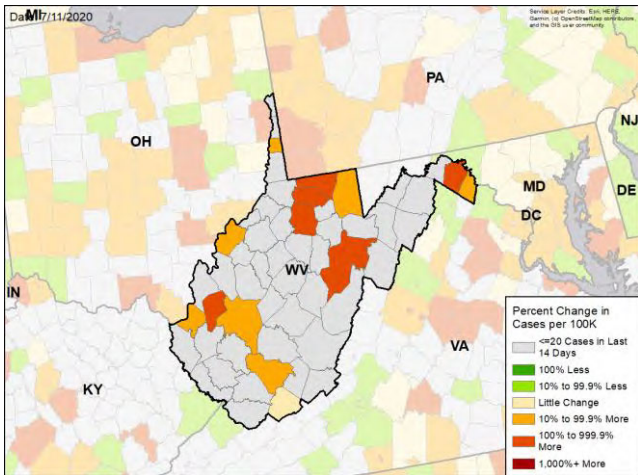 Date: 7/11/2020
MI
Service Layer Credits: Esri, HERE,
Garmin, (c) OpenStreetMap contributors,
and the GIS user community
PA
OH
NJ
MD
DE
DC
WV
IN
VA
KY
Percent Change in
Cases per 100K
<=20 Cases in Last
14 Days
100% Less
10% to 99.9% Less
Little Change
10% to 99.9% More
100% to 999.9%
More
1,000%+ More